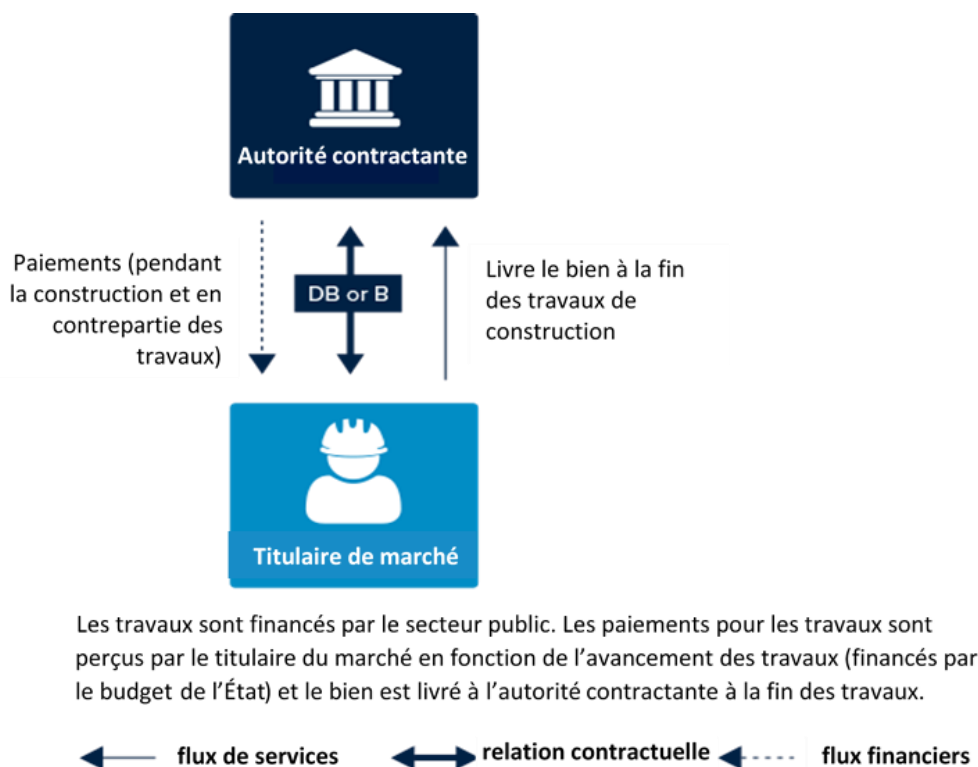 Autorité contractante
Paiements (pendant
la construction et en
contrepartie des
travaux)
DB or B
Livre le bien à la fin
des travaux de
construction
Titulaire de marché
Les travaux sont financés par le secteur public. Les paiements pour les travaux sont
perçus par le titulaire du marché en fonction de l’avancement des travaux (financés par
le budget de l’État) et le bien est livré à l’autorité contractante à la fin des travaux.
flux de services
relation contractuelle
flux financiers